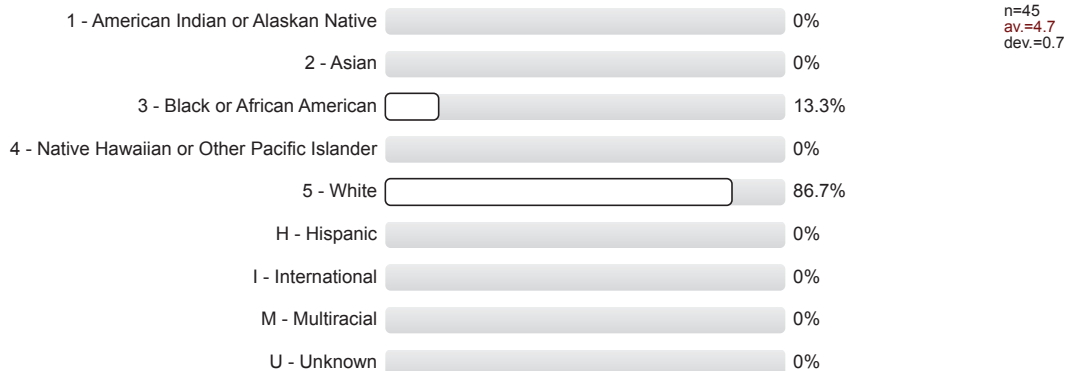 1 - American Indian or Alaskan Native 0%
2 - Asian 0%
3 - Black or African American 13.3%
4 - Native Hawaiian or Other Pacific Islander 0%
5 - White 86.7%
H - Hispanic 0%
I - International 0%
M - Multiracial 0%
U - Unknown 0%
n=45
av.=4.7
dev.=0.7